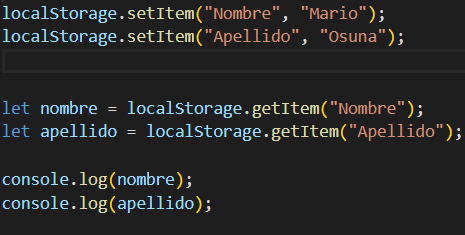 localStorage.setItem("Nombre", "Mario");
localStorage.setItem("Apellido", "Osuna");
let nombre = localStorage.getItem("Nombre");
let apellido = localStorage.getItem("Apellido");
console.log(nombre);
console.log(apellido);